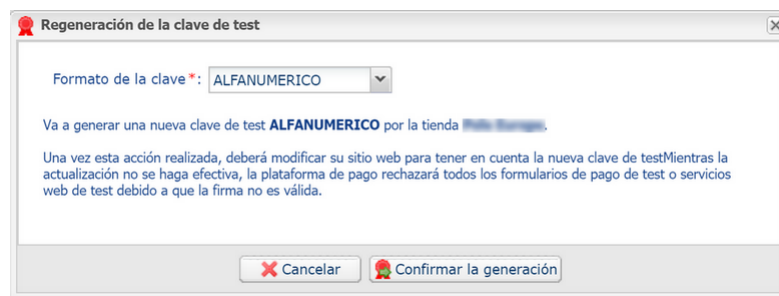 Regeneración de la clave de test
Formato de la clave*: ALFANUMERICO
Va a generar una nueva clave de test ALFANUMERICO por la tienda .
Una vez esta acción realizada, deberá modificar su sitio web para tener en cuenta la nueva clave de testMientras la
actualización no se haga efectiva, la plataforma de pago rechazará todos los formularios de pago de test o servicios
web de test debido a que la firma no es válida.
Cancelar Confirmar la generación